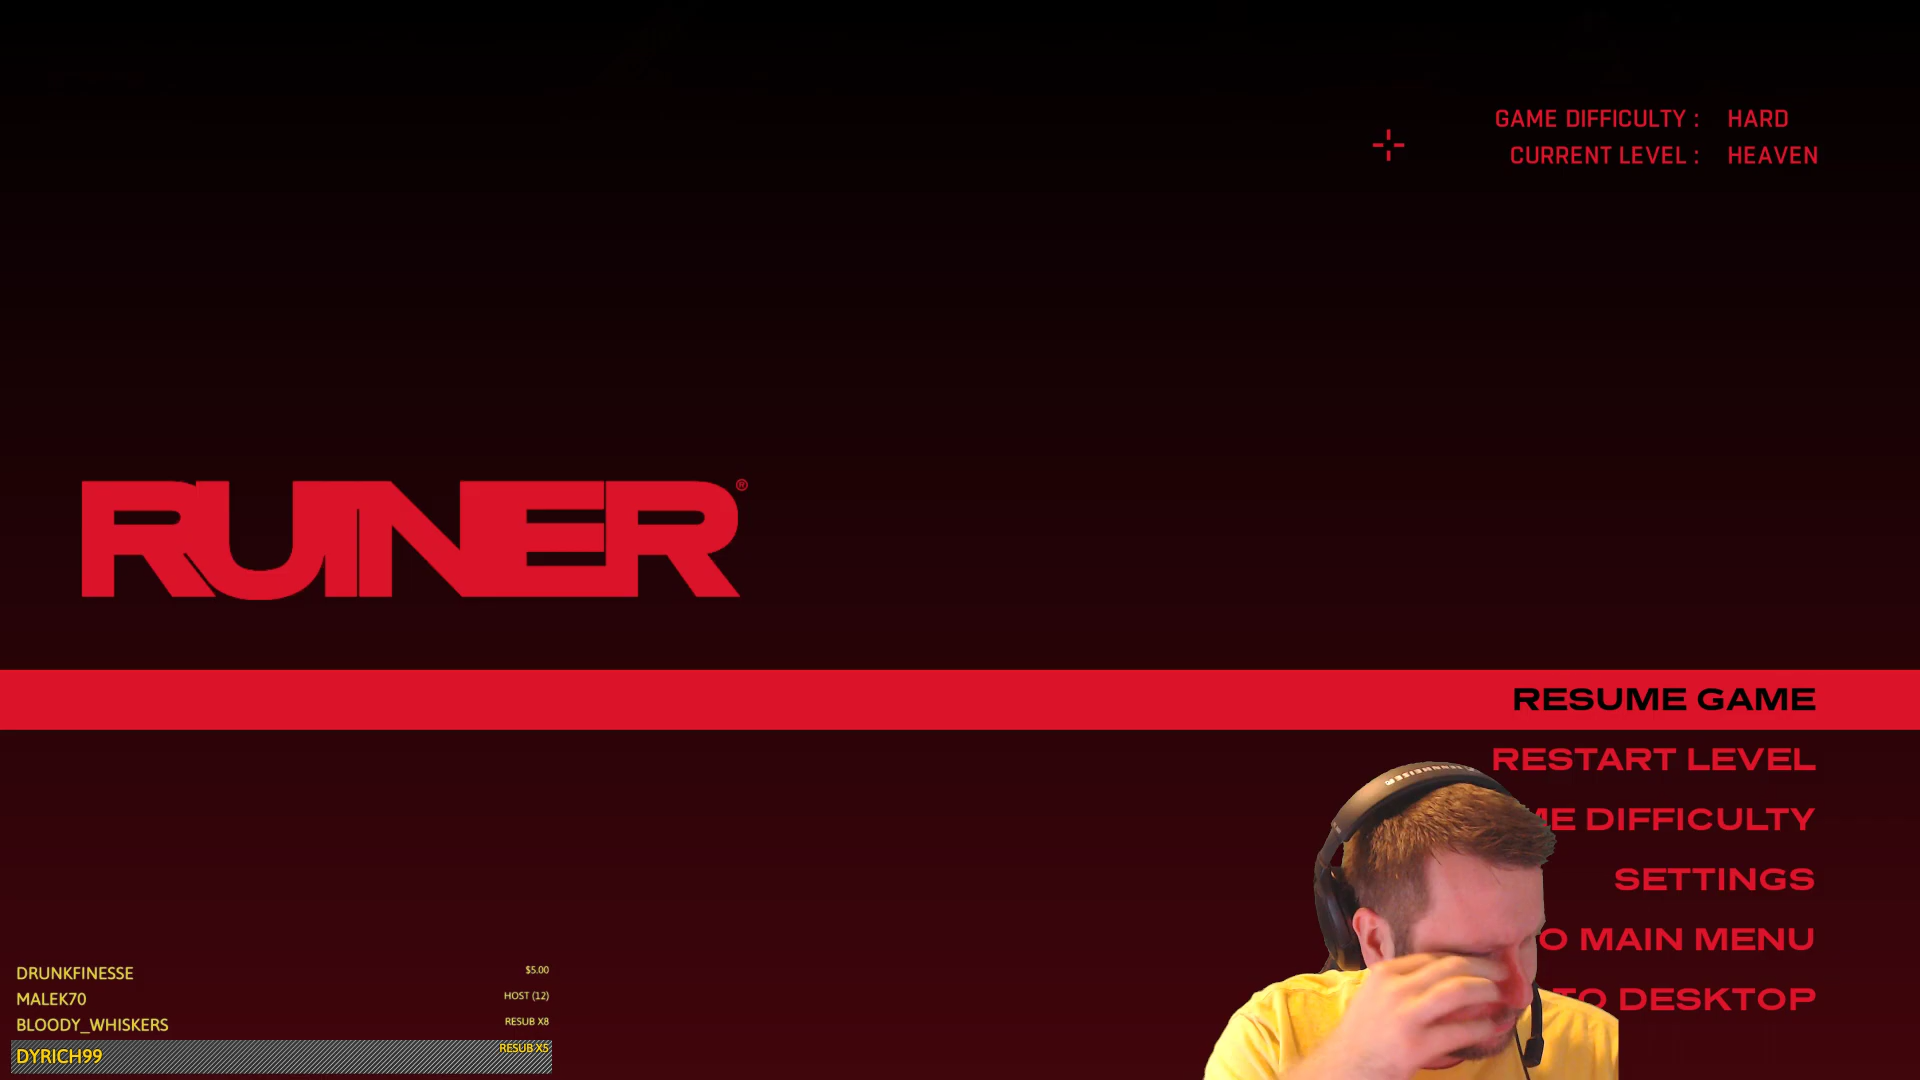 GAME DIFFICULTY : HARD
CURRENT LEVEL : HEAVEN
RUINER®
RESUME GAME
RESTART LEVEL
DIFFICULTY
SETTINGS
MAIN MENU
TO DESKTOP
DRUNKFINESSE $5.00
MALEK70 HOST (12)
BLOODY_WHISKERS RESUB X8
DYRICH99 RESUB X5